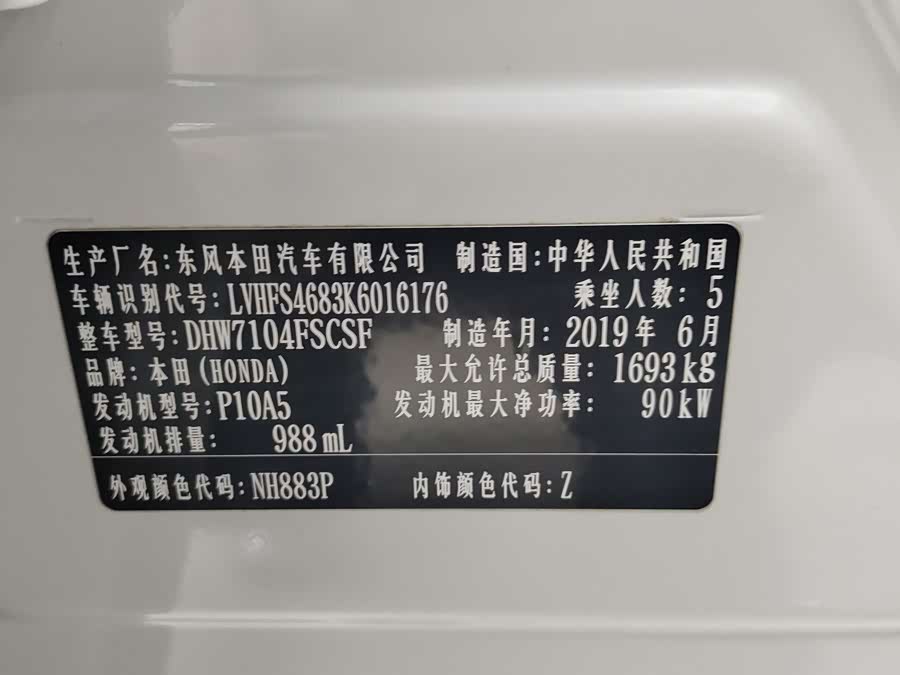 生产厂名:东风本田汽车有限公司 制造国:中华人民共和国
车辆识别代号:LVHFS4683K6016176 乘坐人数: 5
整车型号:DHW7104FSCSF 制造年月: 2019年 6月
品牌:本田(HONDA) 最大允许总质量: 1693kg
发动机型号:P10A5 发动机最大净功率: 90kW
发动机排量: 988mL
外观颜色代码:NH883P 内饰颜色代码:Z